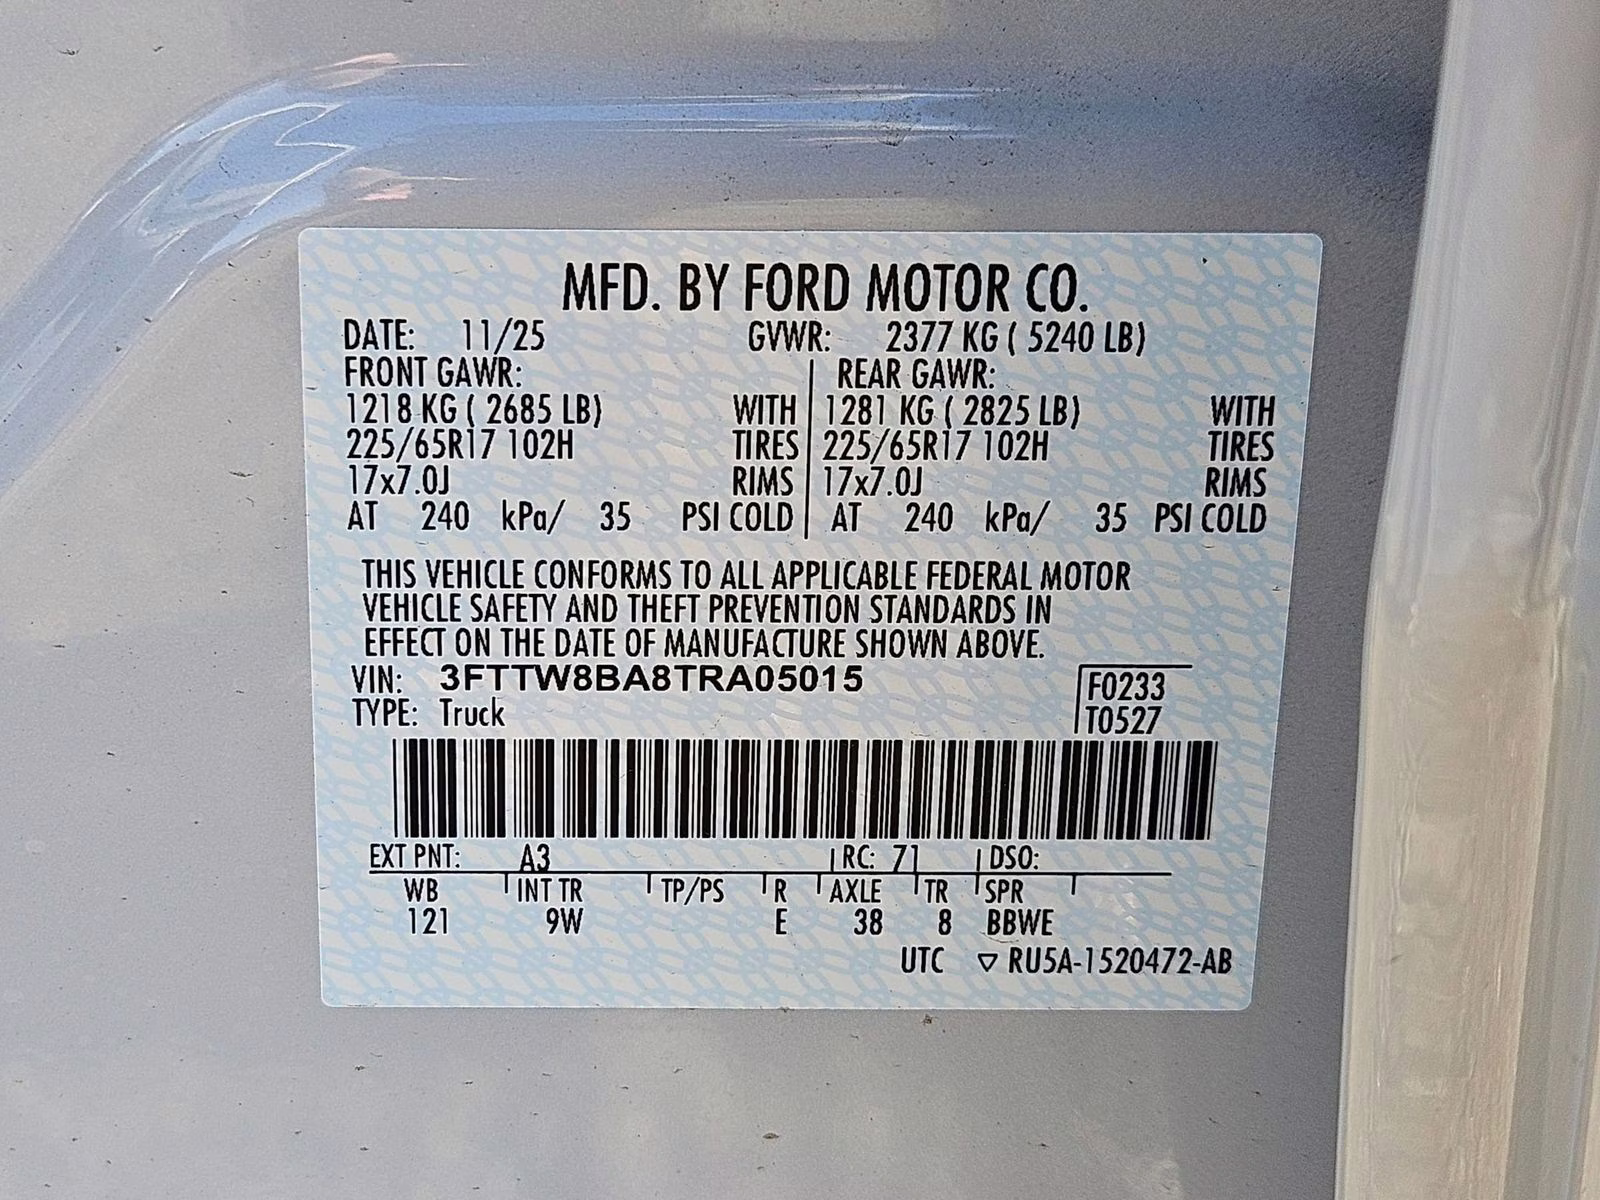 MFD. BY FORD MOTOR CO.
DATE: 11/25 GVWR: 2377 KG ( 5240 LB)
FRONT GAWR: REAR GAWR:
1218 KG ( 2685 LB) WITH 1281 KG ( 2825 LB) WITH
225/65R17 102H TIRES 225/65R17 102H TIRES
17x7.0J RIMS 17x7.0J RIMS
AT 240 kPa/ 35 PSI COLD AT 240 kPa/ 35 PSI COLD
THIS VEHICLE CONFORMS TO ALL APPLICABLE FEDERAL MOTOR
VEHICLE SAFETY AND THEFT PREVENTION STANDARDS IN
EFFECT ON THE DATE OF MANUFACTURE SHOWN ABOVE.
VIN: 3FTTW8BA8TRA05015 F0233
TYPE: Truck T0527
EXT PNT: A3 RC: 71 DSO:
WB INT TR TP/PS R AXLE TR SPR
121 9W E 38 8 BBWE
UTC ▽ RU5A-1520472-AB